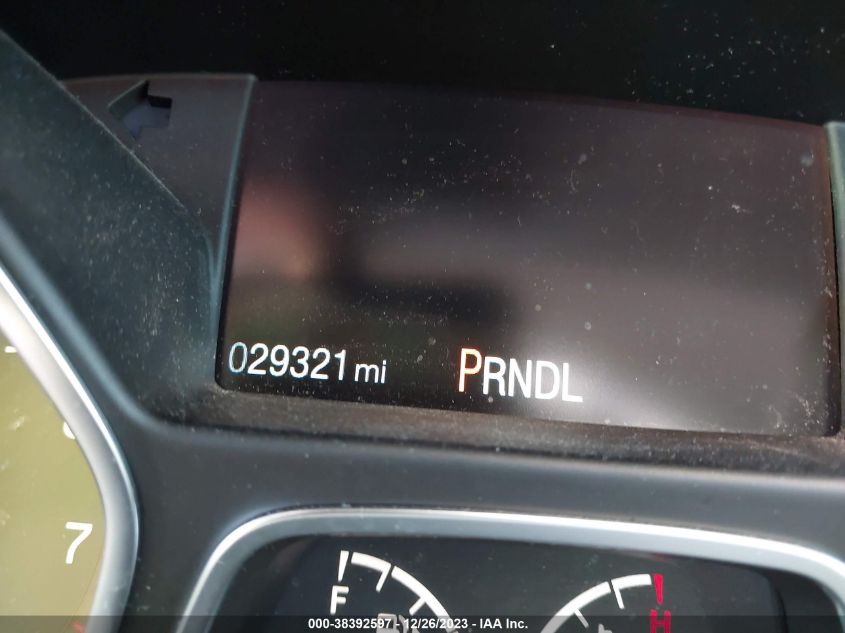 029321 mi PRNDL
7
F H
000-38392597 - 12/26/2023 - IAA Inc.